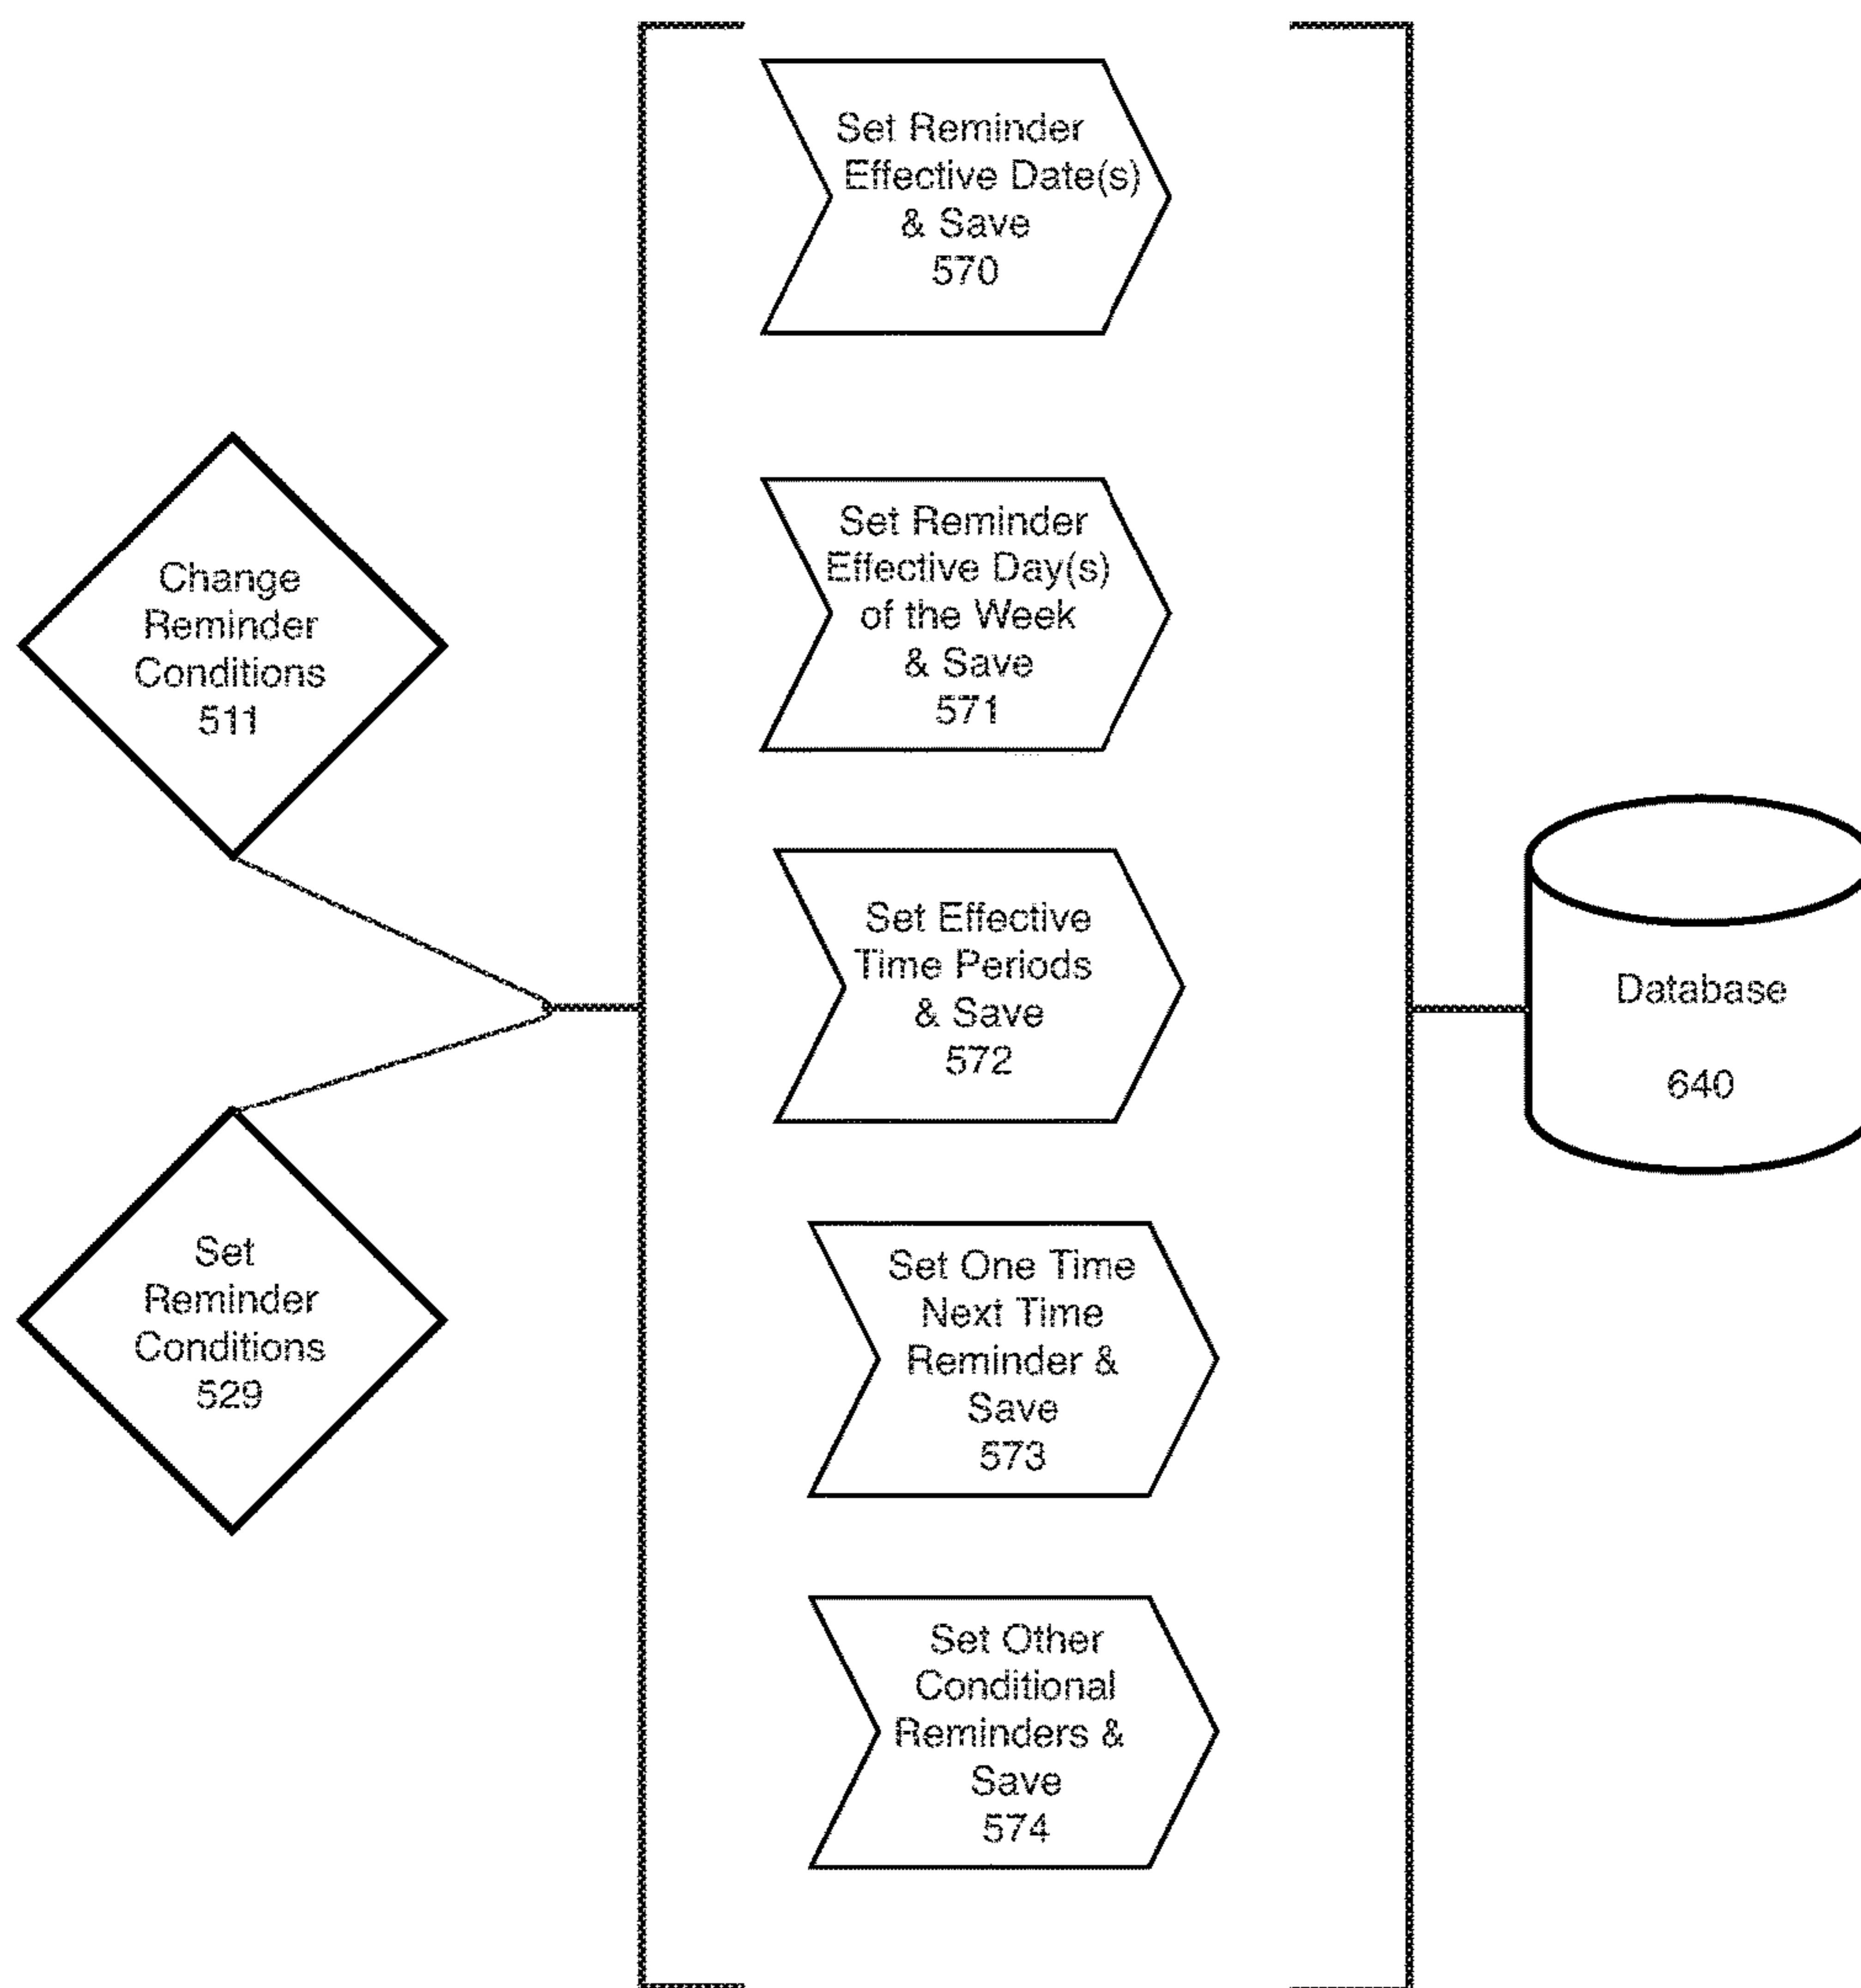 Set Reminder
Effective Date(s)
& Save
570
Set Reminder
Effective Day(s)
of the Week
& Save
571
Change
Reminder
Conditions
511
Set Effective
Time Periods
& Save
572
Database
640
Set
Reminder
Conditions
529
Set One Time
Next Time
Reminder &
Save
573
Set Other
Conditional
Reminders &
Save
574